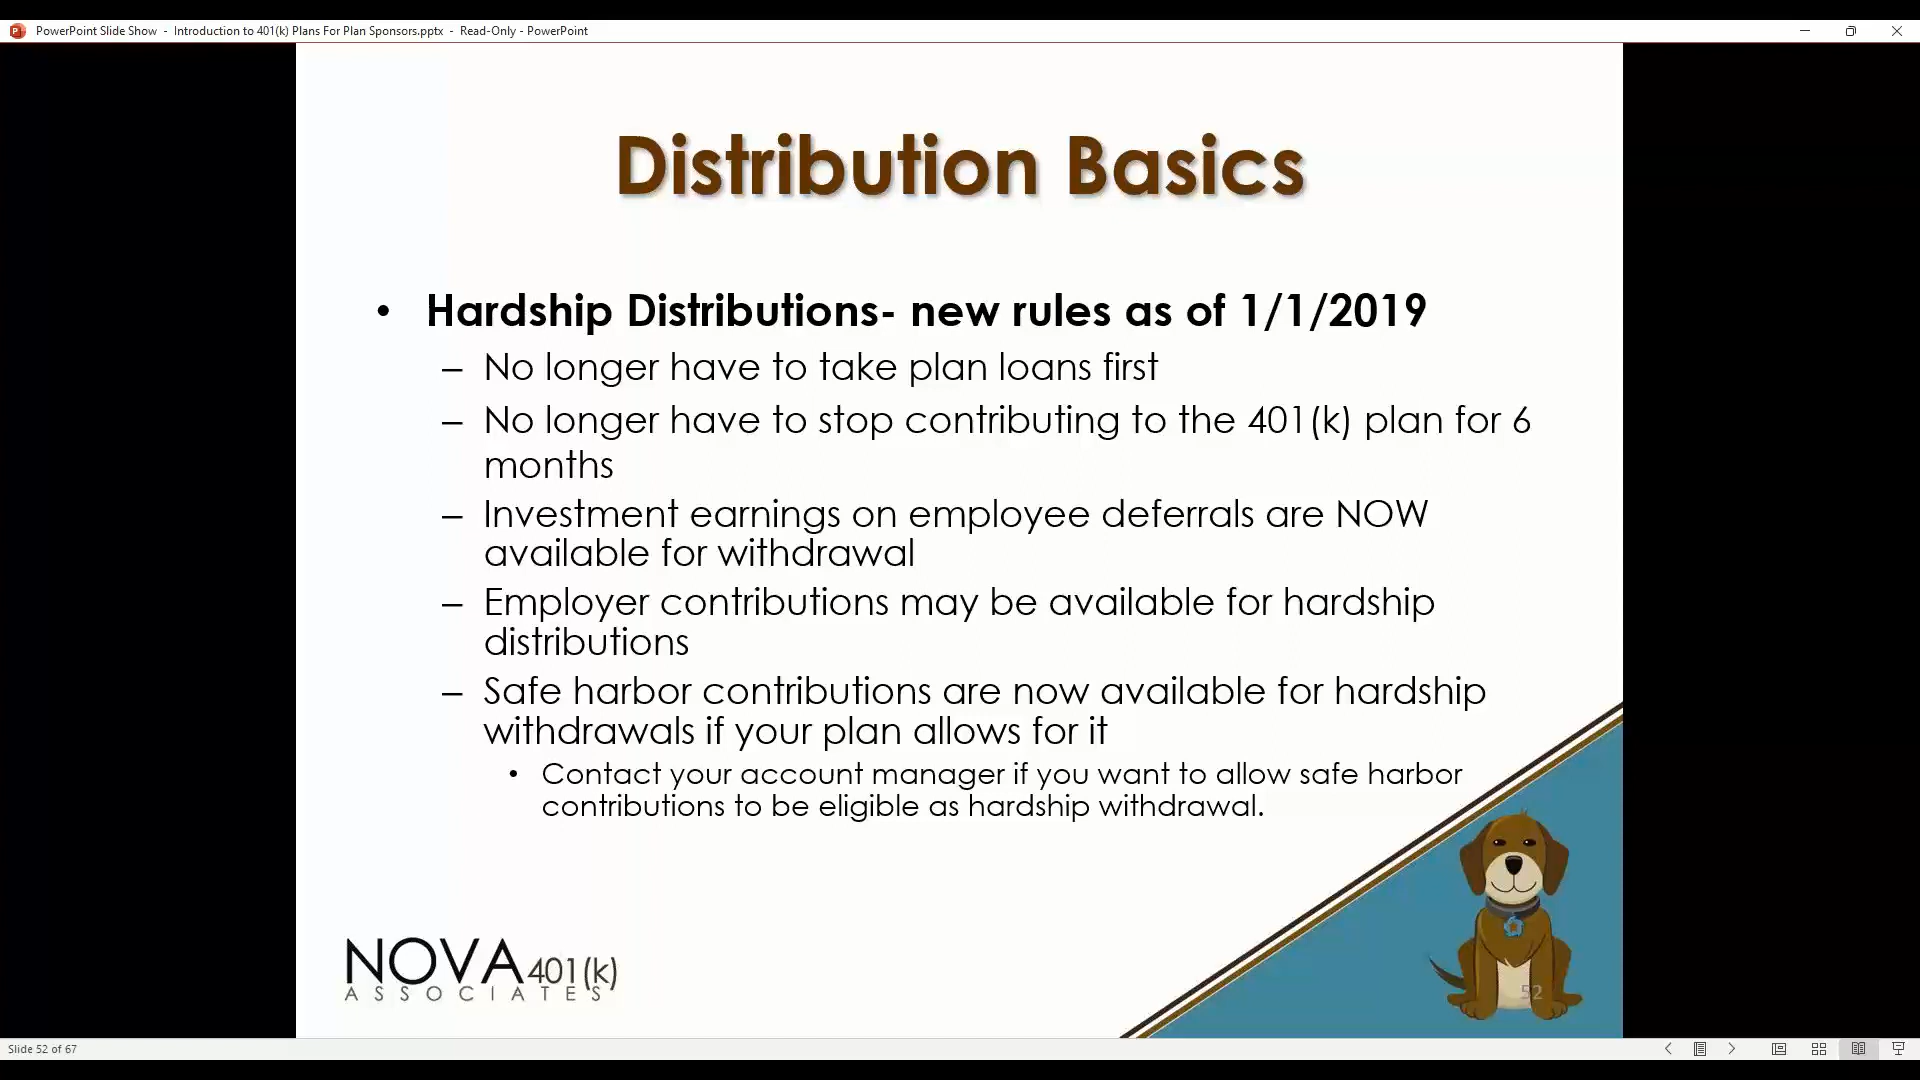 PowerPoint Slide Show - Introduction to 401(k) Plans For Plan Sponsors.pptx - Read-Only - PowerPoint
Distribution Basics
• Hardship Distributions- new rules as of 1/1/2019
– No longer have to take plan loans first
– No longer have to stop contributing to the 401(k) plan for 6
months
– Investment earnings on employee deferrals are NOW
available for withdrawal
– Employer contributions may be available for hardship
distributions
– Safe harbor contributions are now available for hardship
withdrawals if your plan allows for it
• Contact your account manager if you want to allow safe harbor
contributions to be eligible as hardship withdrawal.
NOVA 401(k)
ASSOCIATES
52
Slide 52 of 67